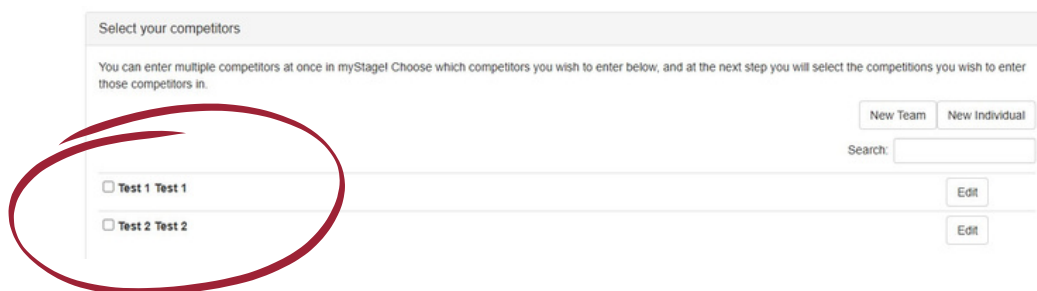 Select your competitors
You can enter multiple competitors at once in myStage! Choose which competitors you wish to enter below, and at the next step you will select the competitions you wish to enter
those competitors in.
New Team New Individual
Search:
Test 1 Test 1 Edit
Test 2 Test 2 Edit